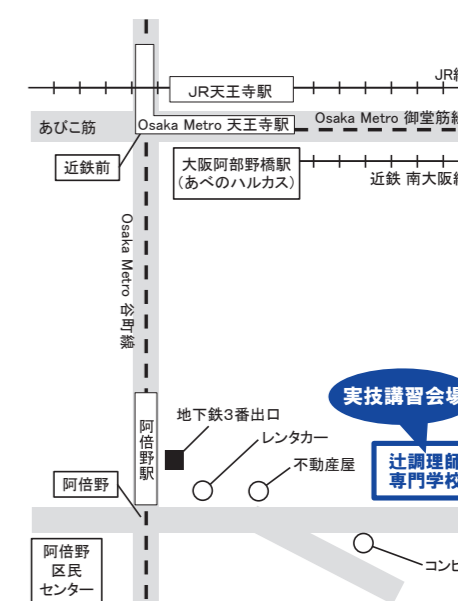 JR
JR天王寺駅
あびこ筋
Osaka Metro 天王寺駅
Osaka Metro 御堂筋
近鉄前
大阪阿部野橋駅
(あべのハルカス)
近鉄 南大阪
Osaka Metro 谷町線
実技講習会場
地下鉄3番出口
阿倍野駅
レンタカー
不動産屋
辻調理師
専門学校
阿倍野
阿倍野
区民
センター
コンビ